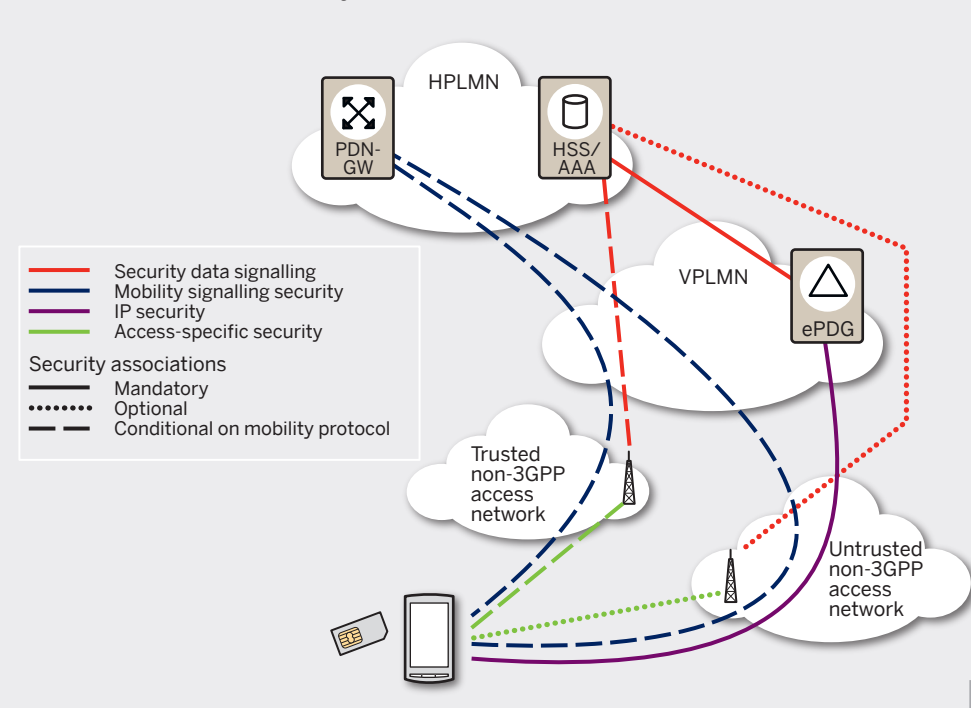 HPLMN
PDN-
GW
HSS/
AAA
VPLMN
ePDG
Security data signalling
Mobility signalling security
IP security
Access-specific security
Security associations
Mandatory
Optional
Conditional on mobility protocol
Trusted
non-3GPP
access
network
Untrusted
non-3GPP
access
network